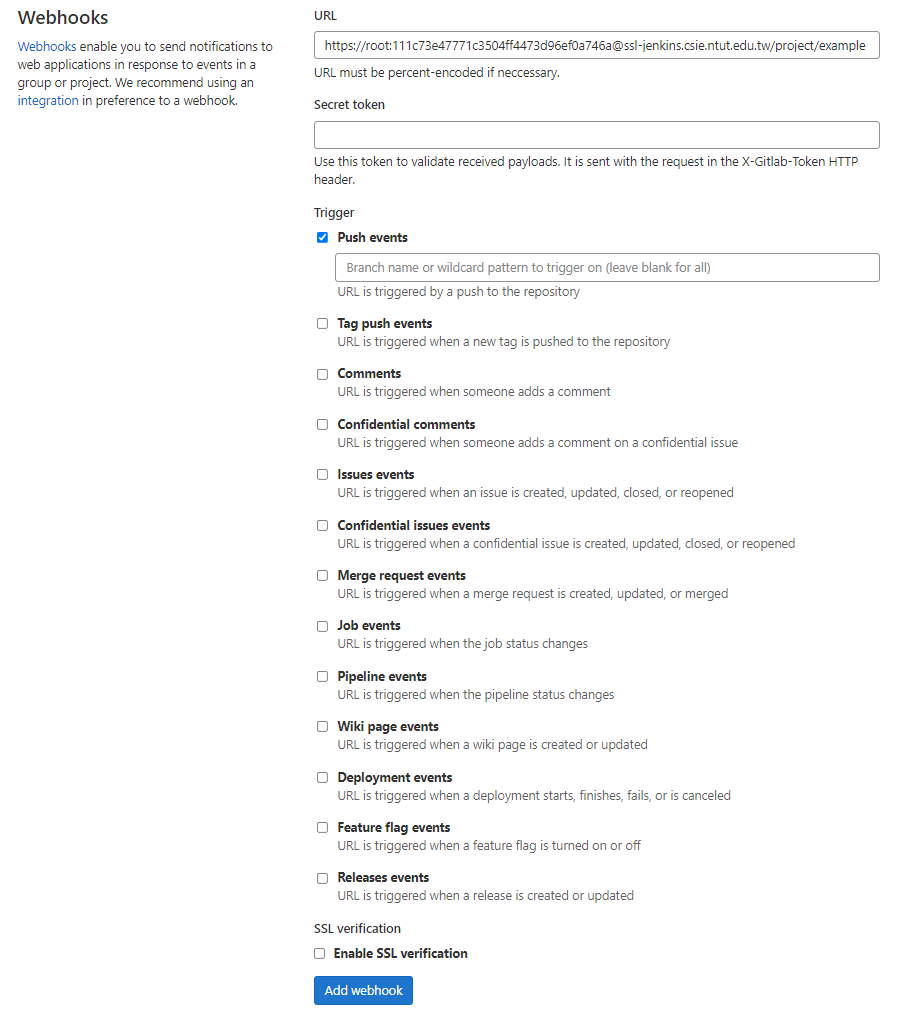 Webhooks
Webhooks enable you to send notifications to
web applications in response to events in a
group or project. We recommend using an
integration in preference to a webhook.
URL
https://root:111c73e47771c3504ff4473d96ef0a746a@ssl-jenkins.csie.ntut.edu.tw/project/example
URL must be percent-encoded if neccessary.
Secret token
Use this token to validate received payloads. It is sent with the request in the X-Gitlab-Token HTTP
header.
Trigger
Push events
Branch name or wildcard pattern to trigger on (leave blank for all)
URL is triggered by a push to the repository
Tag push events
URL is triggered when a new tag is pushed to the repository
Comments
URL is triggered when someone adds a comment
Confidential comments
URL is triggered when someone adds a comment on a confidential issue
Issues events
URL is triggered when an issue is created, updated, closed, or reopened
Confidential issues events
URL is triggered when a confidential issue is created, updated, closed, or reopened
Merge request events
URL is triggered when a merge request is created, updated, or merged
Job events
URL is triggered when the job status changes
Pipeline events
URL is triggered when the pipeline status changes
Wiki page events
URL is triggered when a wiki page is created or updated
Deployment events
URL is triggered when a deployment starts, finishes, fails, or is canceled
Feature flag events
URL is triggered when a feature flag is turned on or off
Releases events
URL is triggered when a release is created or updated
SSL verification
Enable SSL verification
Add webhook